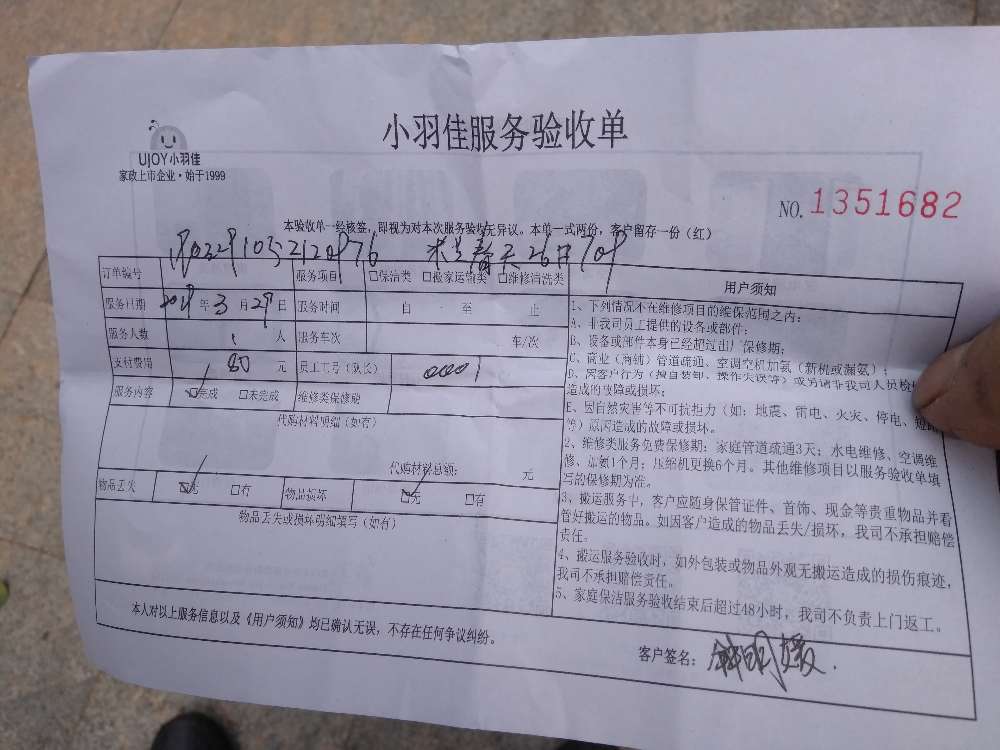 小羽佳服务验收单
UJOY小羽佳
家政上市企业·始于1999
NO. 1351682
本验收单一经核签，即视为对本次服务验收无异议。本单一式两份，客户留存一份（红）
春天26#709
订单编号 服务项目 □保洁类 □搬家运输类 □维修清洗类
服务日期 年 3 月 29 日 服务时间 自 - 至 止
服务人数 1 人 服务车次 车/次
支付费用 80 元 员工工号（队长） 0001
服务内容 ☑完成 □未完成 维修类保修期
代购材料明细（如有）
代购材料总额： 元
物品丢失 ☑无 □有 物品损坏 ☑无 □有
物品丢失或损坏明细填写（如有）
本人对以上服务信息以及《用户须知》均已确认无误，不存在任何争议纠纷。
用户须知
1、下列情况不在维修项目的维保范围之内：
A、非我司员工提供的设备或部件；
B、设备或部件本身已经超过出厂保修期；
C、商业（商铺）管道疏通、空调空机加氨（新机或漏氨）；
D、因客户行为（擅自装卸、操作失误等）或另请非我司人员检
造成的故障或损坏；
E、因自然灾害等不可抗拒力（如：地震、雷电、火灾、停电、短路
等）原因造成的故障或损坏。
2、维修类服务免费保修期：家庭管道疏通3天；水电维修、空调维
修、加氨1个月；压缩机更换6个月。其他维修项目以服务验收单填
写的保修期为准。
3、搬运服务中，客户应随身保管证件、首饰、现金等贵重物品并看
管好搬运的物品。如因客户造成的物品丢失/损坏，我司不承担赔偿
责任。
4、搬运服务验收时，如外包装或物品外观无搬运造成的损伤痕迹，
我司不承担赔偿责任。
5、家庭保洁服务验收结束后超过48小时，我司不负责上门返工。
客户签名：